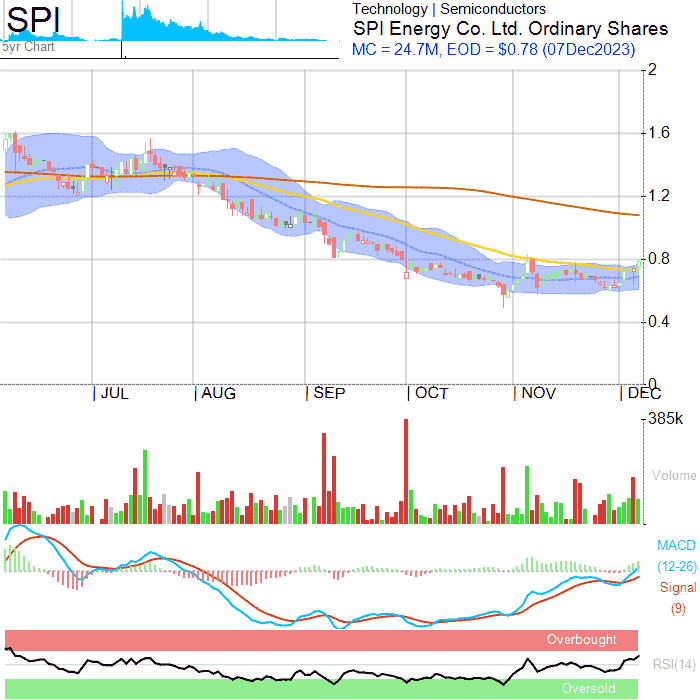 SPI
5yr Chart
Technology | Semiconductors
SPI Energy Co. Ltd. Ordinary Shares
MC = 24.7M, EOD = $0.78 (07Dec2023)
2
1.6
1.2
0.8
0.4
0
JUL AUG SEP OCT NOV DEC
385k
Volume
MACD
(12-26)
Signal
(9)
Overbought
RSI(14)
Oversold